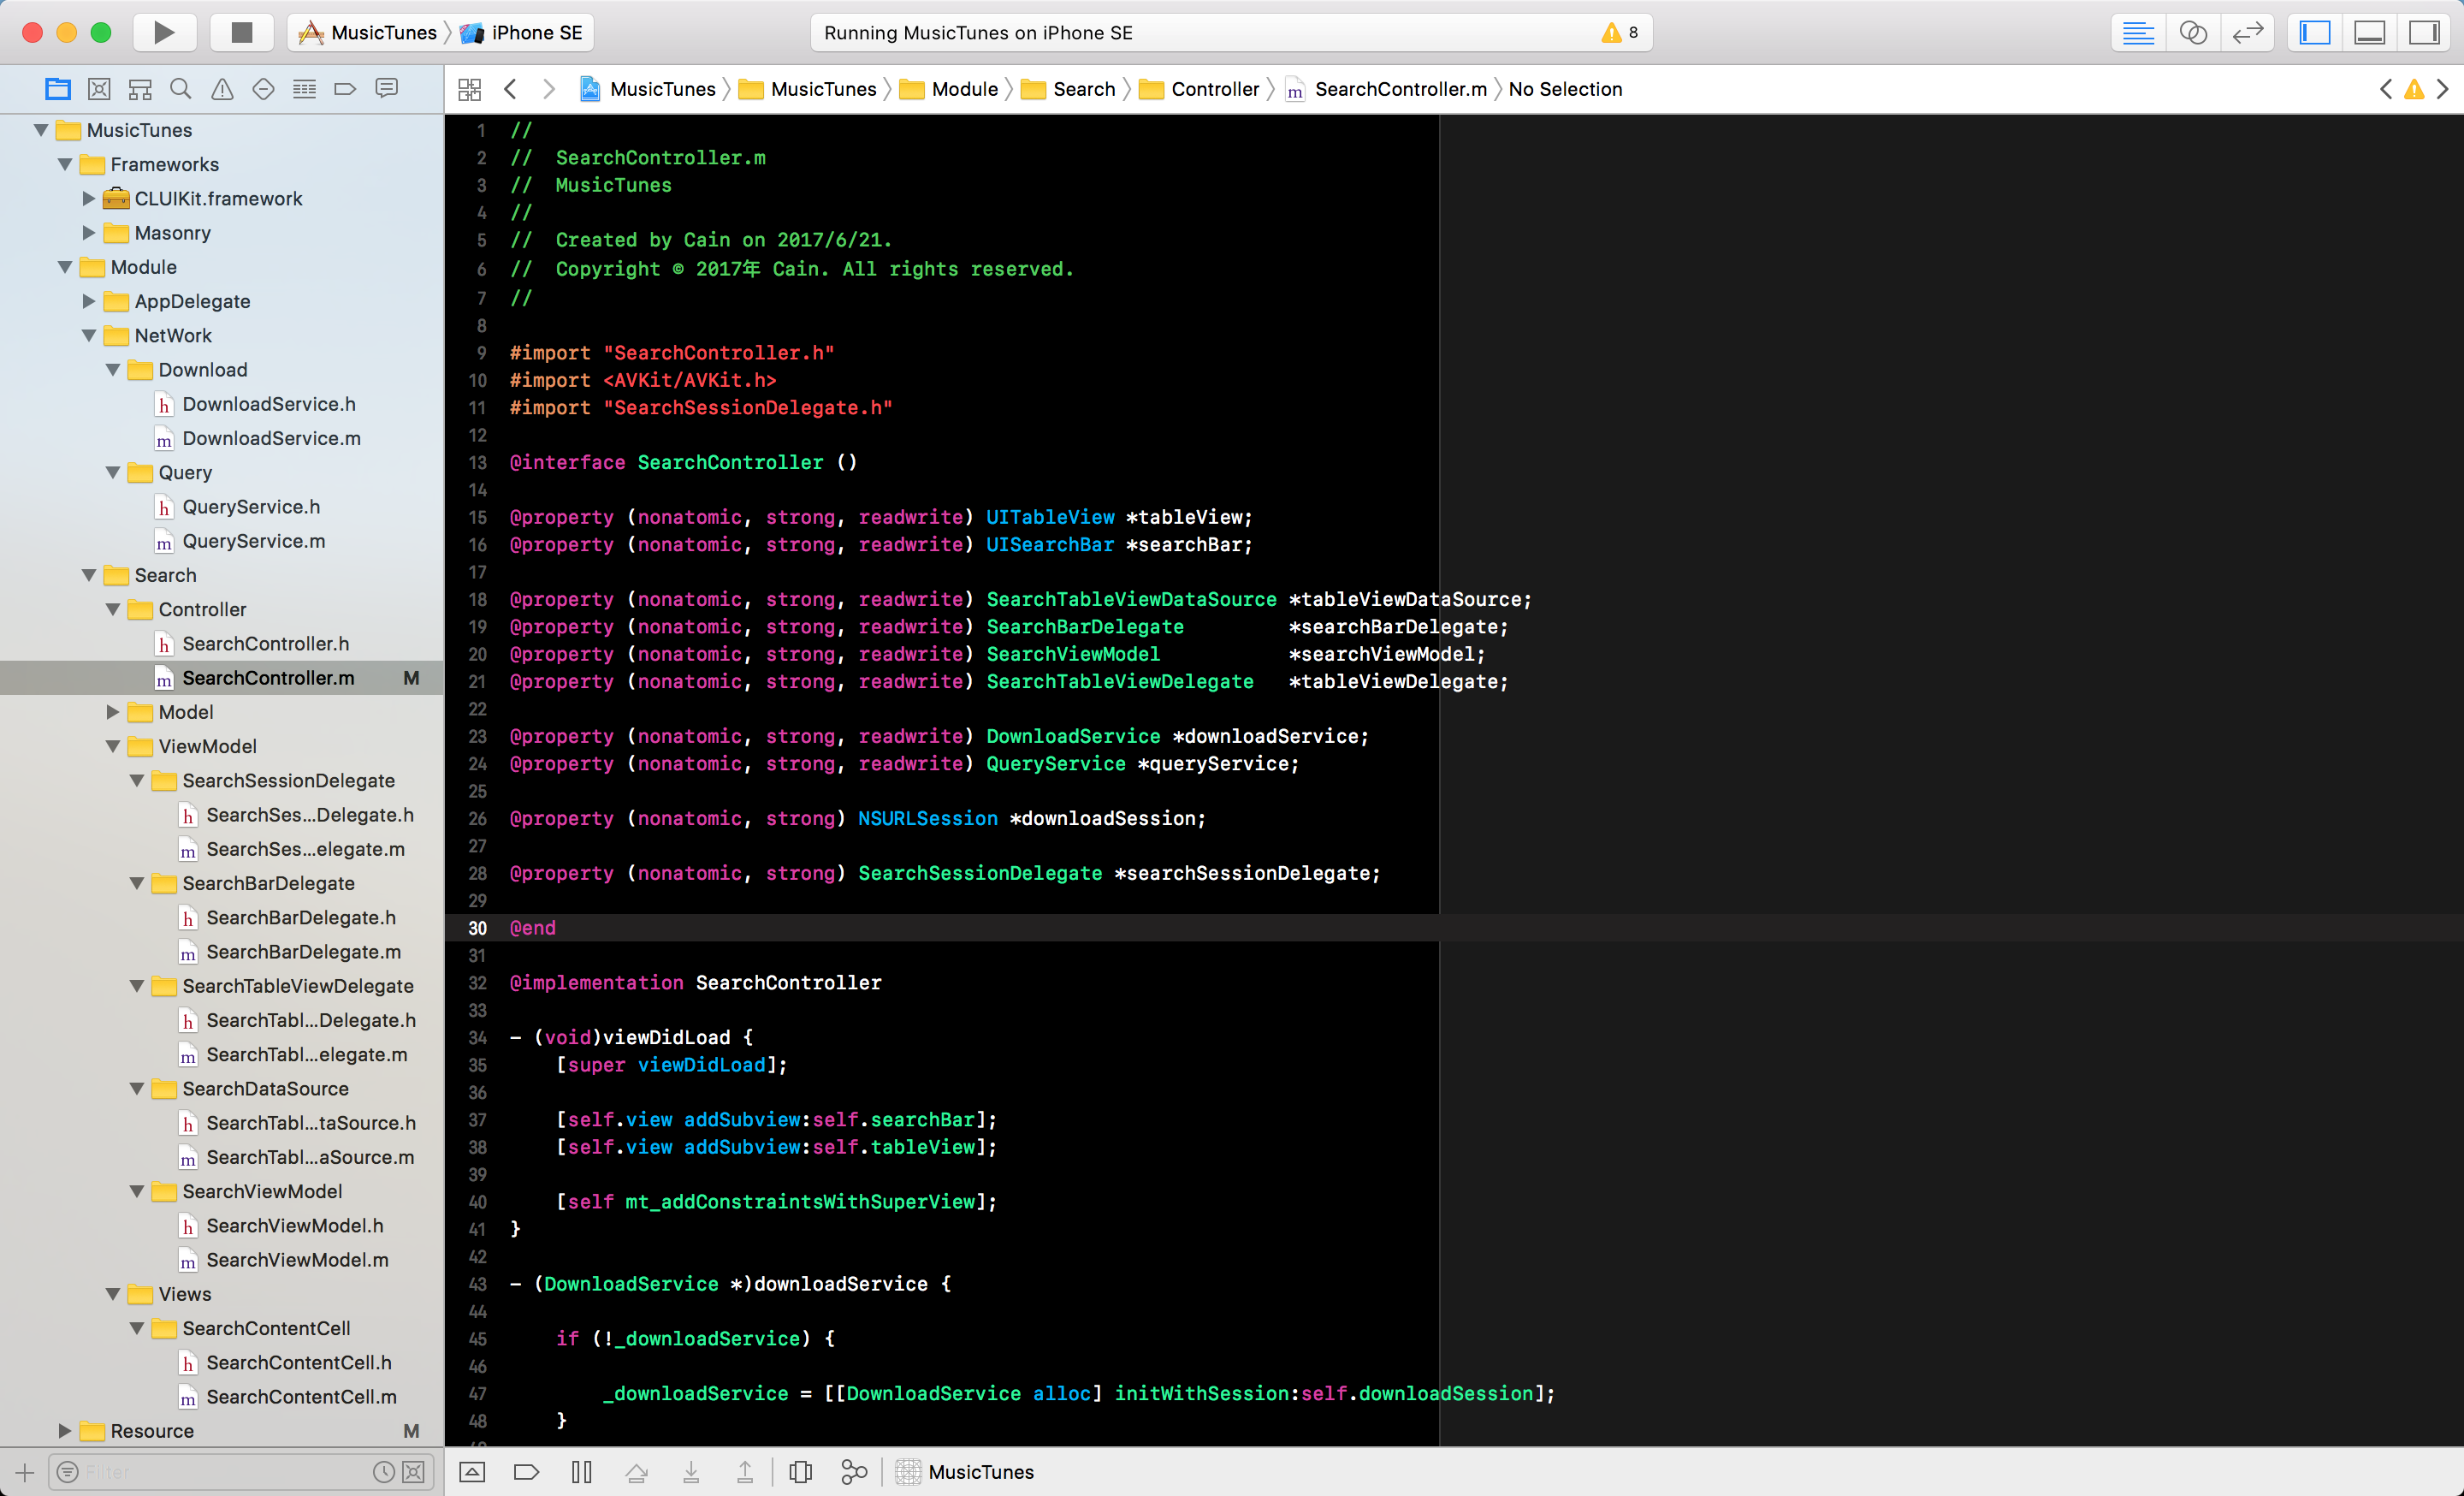 MusicTunes iPhone SE
Running MusicTunes on iPhone SE 8
MusicTunes MusicTunes Module Search Controller m SearchController.m No Selection
MusicTunes
Frameworks
CLUIKit.framework
Masonry
Module
AppDelegate
NetWork
Download
h DownloadService.h
m DownloadService.m
Query
h QueryService.h
m QueryService.m
Search
Controller
h SearchController.h
m SearchController.m M
Model
ViewModel
SearchSessionDelegate
h SearchSes...Delegate.h
m SearchSes...elegate.m
SearchBarDelegate
h SearchBarDelegate.h
m SearchBarDelegate.m
SearchTableViewDelegate
h SearchTabl...Delegate.h
m SearchTabl...elegate.m
SearchDataSource
h SearchTabl...taSource.h
m SearchTabl...aSource.m
SearchViewModel
h SearchViewModel.h
m SearchViewModel.m
Views
SearchContentCell
h SearchContentCell.h
m SearchContentCell.m
Resource M
Filter
1 //
2 //  SearchController.m
3 //  MusicTunes
4 //
5 //  Created by Cain on 2017/6/21.
6 //  Copyright © 2017年 Cain. All rights reserved.
7 //
8
9 #import "SearchController.h"
10 #import <AVKit/AVKit.h>
11 #import "SearchSessionDelegate.h"
12
13 @interface SearchController ()
14
15 @property (nonatomic, strong, readwrite) UITableView *tableView;
16 @property (nonatomic, strong, readwrite) UISearchBar *searchBar;
17
18 @property (nonatomic, strong, readwrite) SearchTableViewDataSource *tableViewDataSource;
19 @property (nonatomic, strong, readwrite) SearchBarDelegate         *searchBarDelegate;
20 @property (nonatomic, strong, readwrite) SearchViewModel           *searchViewModel;
21 @property (nonatomic, strong, readwrite) SearchTableViewDelegate   *tableViewDelegate;
22
23 @property (nonatomic, strong, readwrite) DownloadService *downloadService;
24 @property (nonatomic, strong, readwrite) QueryService *queryService;
25
26 @property (nonatomic, strong) NSURLSession *downloadSession;
27
28 @property (nonatomic, strong) SearchSessionDelegate *searchSessionDelegate;
29
30 @end
31
32 @implementation SearchController
33
34 - (void)viewDidLoad {
35     [super viewDidLoad];
36
37     [self.view addSubview:self.searchBar];
38     [self.view addSubview:self.tableView];
39
40     [self mt_addConstraintsWithSuperView];
41 }
42
43 - (DownloadService *)downloadService {
44
45     if (!_downloadService) {
46
47         _downloadService = [[DownloadService alloc] initWithSession:self.downloadSession];
48     }
MusicTunes